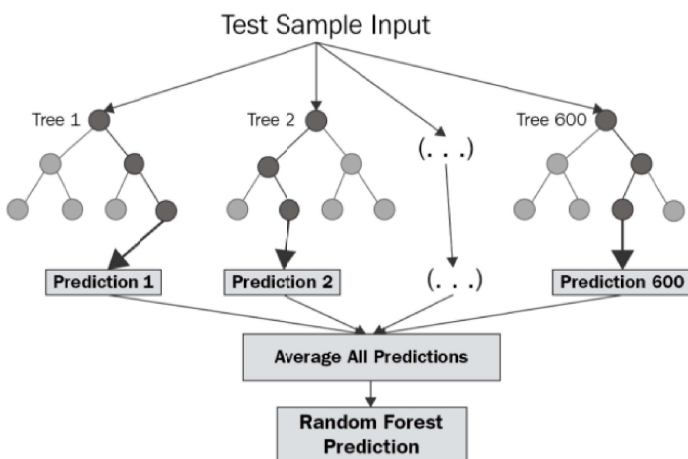 Test Sample Input
Tree 1
Tree 2
Tree 600
(. . .)
Prediction 1
Prediction 2
(. . .)
Prediction 600
Average All Predictions
Random Forest
Prediction